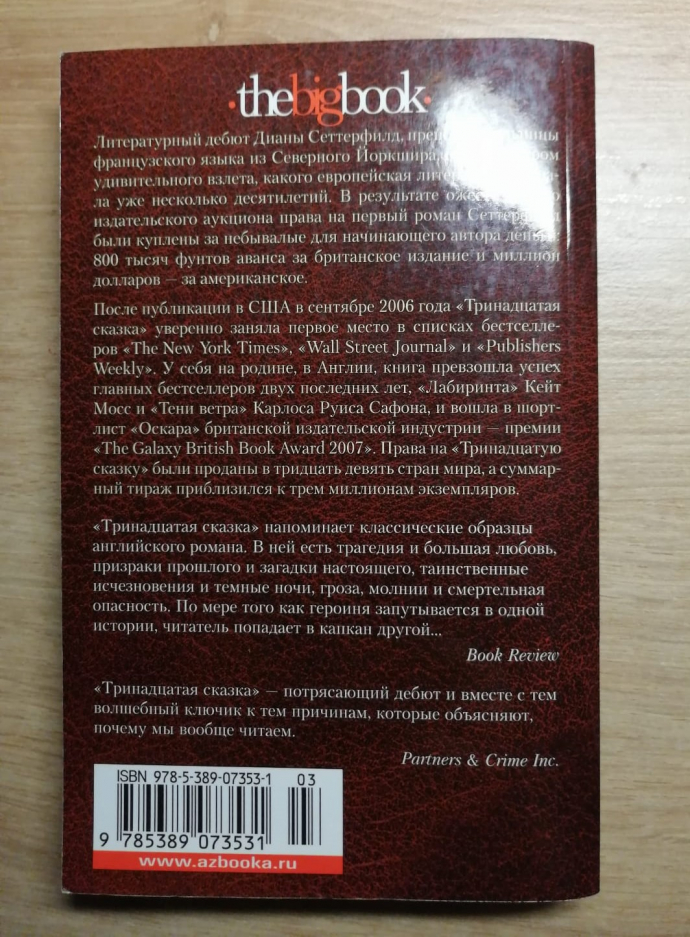 ·thebigbook·
Литературный дебют Дианы Сеттерфилд,
французского языка из Северного Йоркшира,
удивительного взлета, какого европейская
ла уже несколько десятилетий. В результате
издательского аукциона права на первый роман
были куплены за небывалые для начинающего автора
800 тысяч фунтов аванса за британское издание и миллион
долларов — за американское.
После публикации в США в сентябре 2006 года «Тринадцатая
сказка» уверенно заняла первое место в списках бестселле-
ров «The New York Times», «Wall Street Journal» и «Publishers
Weekly». У себя на родине, в Англии, книга превзошла успех
главных бестселлеров двух последних лет, «Лабиринта» Кейт
Мосс и «Тени ветра» Карлоса Руиса Сафона, и вошла в шорт-
лист «Оскара» британской издательской индустрии — премии
«The Galaxy British Book Award 2007». Права на «Тринадцатую
сказку» были проданы в тридцать девять стран мира, а суммар-
ный тираж приблизился к трем миллионам экземпляров.
«Тринадцатая сказка» напоминает классические образцы
английского романа. В ней есть трагедия и большая любовь,
призраки прошлого и загадки настоящего, таинственные
исчезновения и темные ночи, гроза, молнии и смертельная
опасность. По мере того как героиня запутывается в одной
истории, читатель попадает в капкан другой...
Book Review
«Тринадцатая сказка» — потрясающий дебют и вместе с тем
волшебный ключик к тем причинам, которые объясняют,
почему мы вообще читаем.
Partners & Crime Inc.
ISBN 978-5-389-07353-1 03
9 785389 073531
www.azbooka.ru